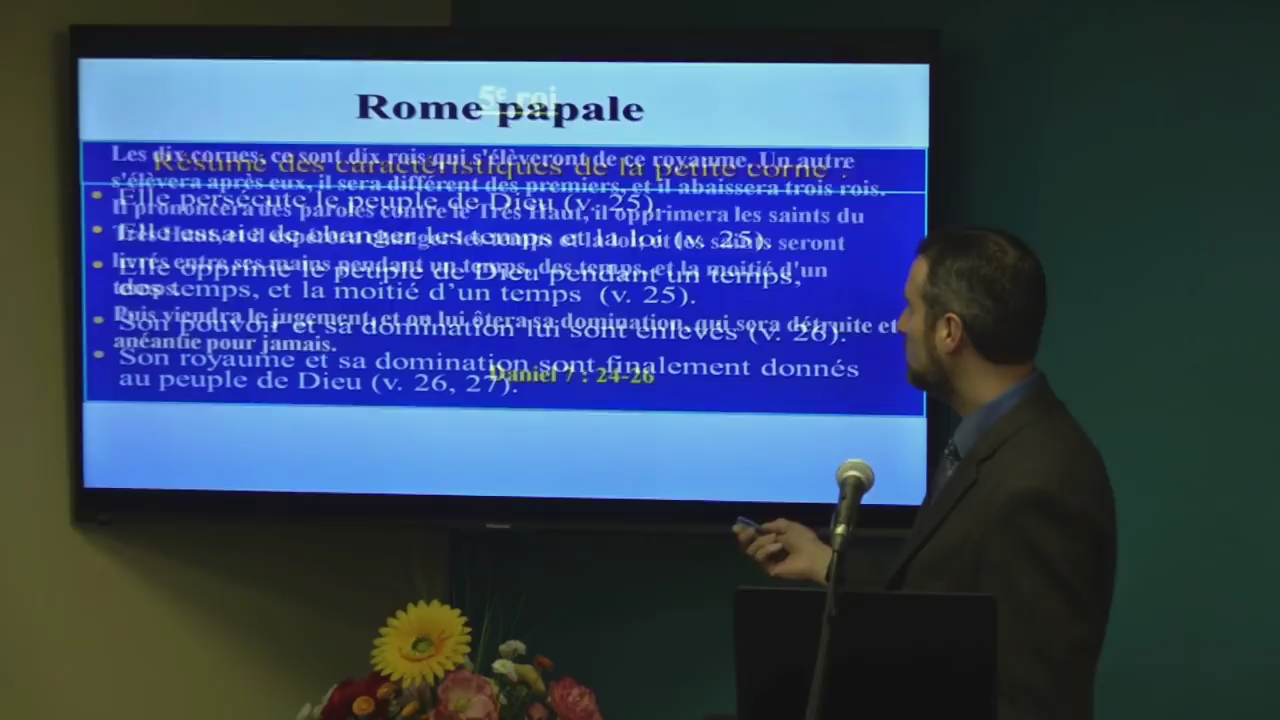 5e roi
Rome papale
Résumé des caractéristiques de la petite corne :
Les dix cornes, ce sont dix rois qui s'élèveront de ce royaume. Un autre
s'élèvera après eux, il sera différent des premiers, et il abaissera trois rois.
• Elle persécute le peuple de Dieu (v. 25).
Il prononcera des paroles contre le Très Haut, il opprimera les saints du
• Elle essaie de changer les temps et la loi (v. 25).
Très Haut, et il espérera changer les temps et la loi; et les saints seront
livrés entre ses mains pendant un temps, des temps, et la moitié d'un
temps.
• Elle opprime le peuple de Dieu pendant un temps,
des temps, et la moitié d'un temps (v. 25).
Puis viendra le jugement, et on lui ôtera sa domination, qui sera détruite et
anéantie pour jamais.
• Son pouvoir et sa domination lui sont enlevés (v. 26).
• Son royaume et sa domination sont finalement donnés
au peuple de Dieu (v. 26, 27).
Daniel 7 : 24-26